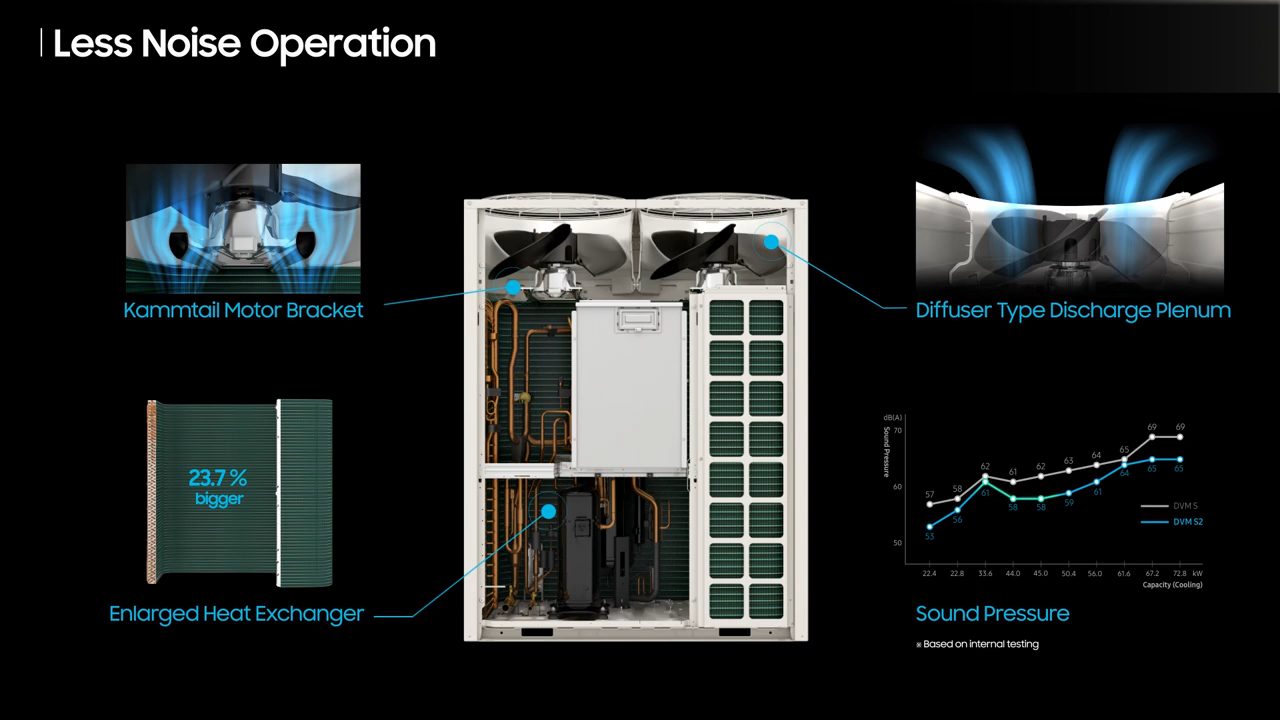 Less Noise Operation
Kammtail Motor Bracket
Diffuser Type Discharge Plenum
23.7 %
bigger
Enlarged Heat Exchanger
dB(A)
Sound Pressure
70
60
50
57 58 62 61 62 63 64 65 69 69
53 56 61 58 58 59 61 64 65 65
DVM S
DVM S2
22.4 22.8 33.6 44.0 45.0 50.4 56.0 61.6 67.2 72.8 kW
Capacity (Cooling)
Sound Pressure
※ Based on internal testing